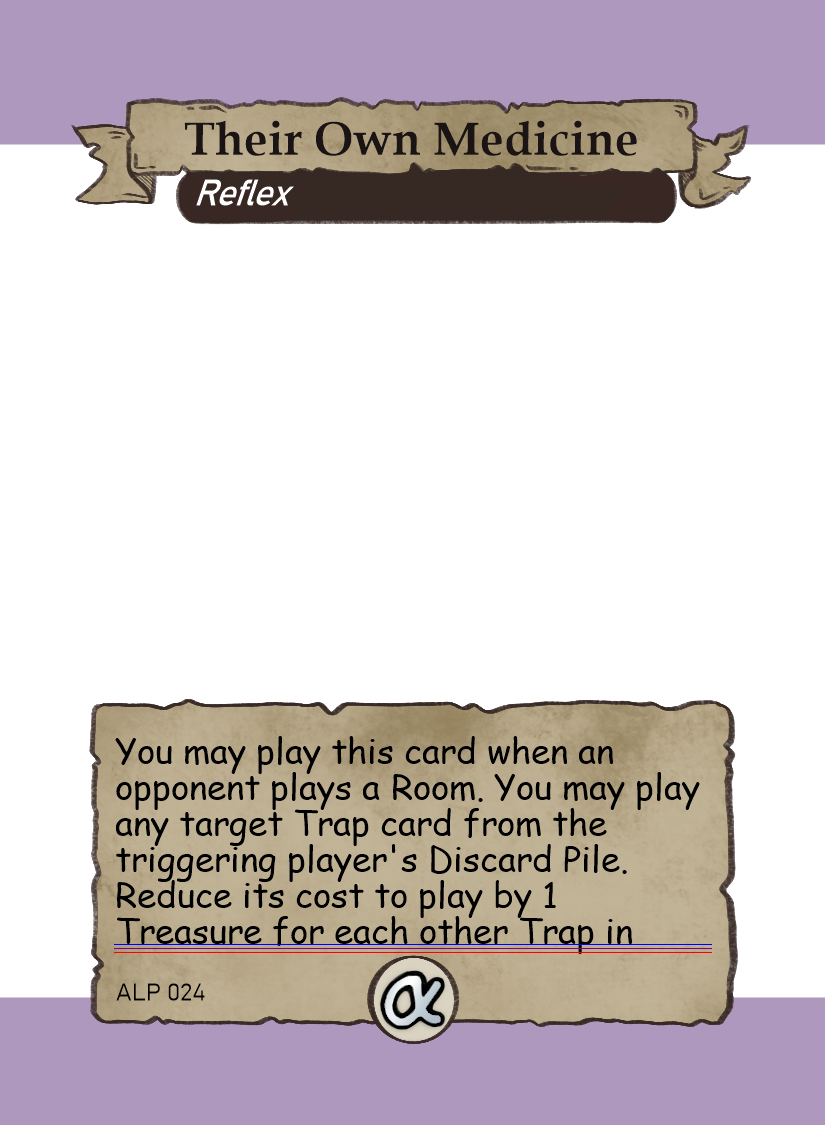 Their Own Medicine
Reflex
You may play this card when an
opponent plays a Room. You may play
any target Trap card from the
triggering player's Discard Pile.
Reduce its cost to play by 1
Treasure for each other Trap in
ALP 024
α